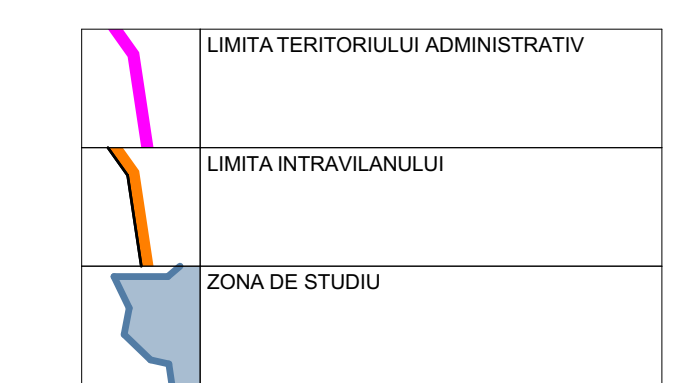 LIMITA TERITORIULUI ADMINISTRATIV
LIMITA INTRAVILANULUI
ZONA DE STUDIU